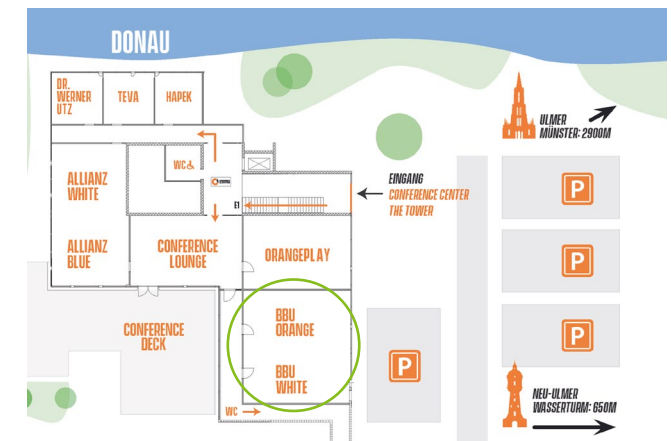 DONAU
DR.
WERNER
UTZ
TEVA
HAPEK
ULMER
MÜNSTER: 2900M
WC
ALLIANZ
WHITE
EINGANG
CONFERENCE CENTER
THE TOWER
P
E1
ALLIANZ
BLUE
CONFERENCE
LOUNGE
ORANGEPLAY
P
BBU
ORANGE
CONFERENCE
DECK
P
P
BBU
WHITE
NEU-ULMER
WASSERTURM: 650M
WC